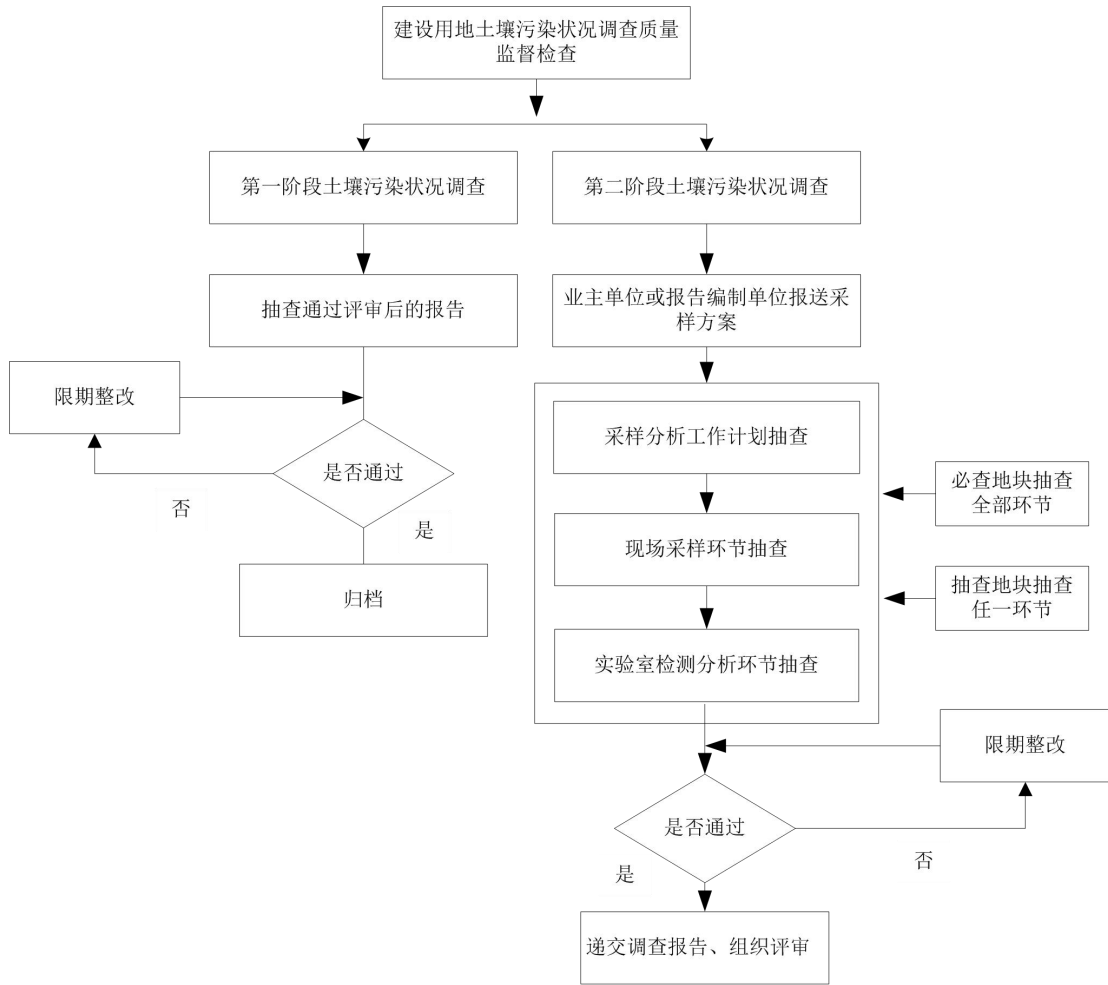 建设用地土壤污染状况调查质量
监督检查
第一阶段土壤污染状况调查
第二阶段土壤污染状况调查
抽查通过评审后的报告
业主单位或报告编制单位报送采
样方案
限期整改
采样分析工作计划抽查
是否通过
必查地块抽查
全部环节
否
是
现场采样环节抽查
归档
抽查地块抽查
任一环节
实验室检测分析环节抽查
限期整改
是否通过
否
是
递交调查报告、组织评审